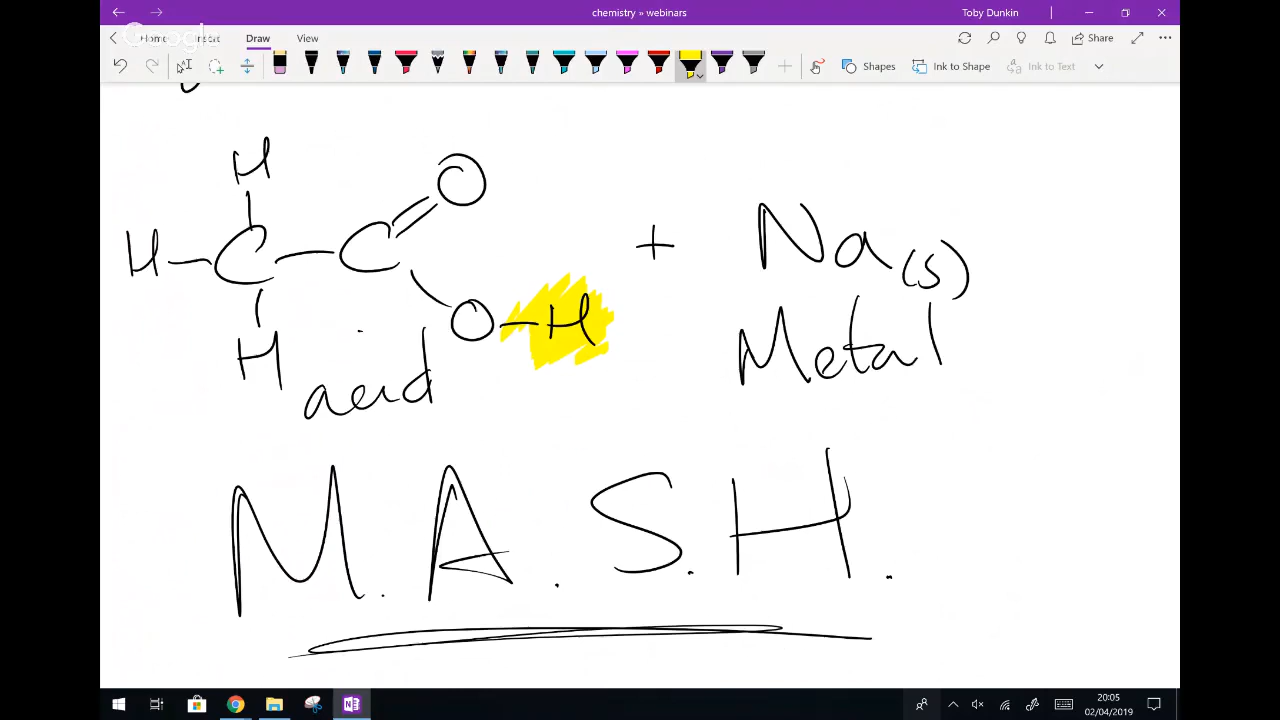 chemistry » webinars
Toby Dunkin
Google
Home Insert Draw View
Share
Shapes Ink to Shape Ink to Text
H
O
H C C + Na(s)
O H
H
acid Metal
M. A. S. H.
20:05
02/04/2019